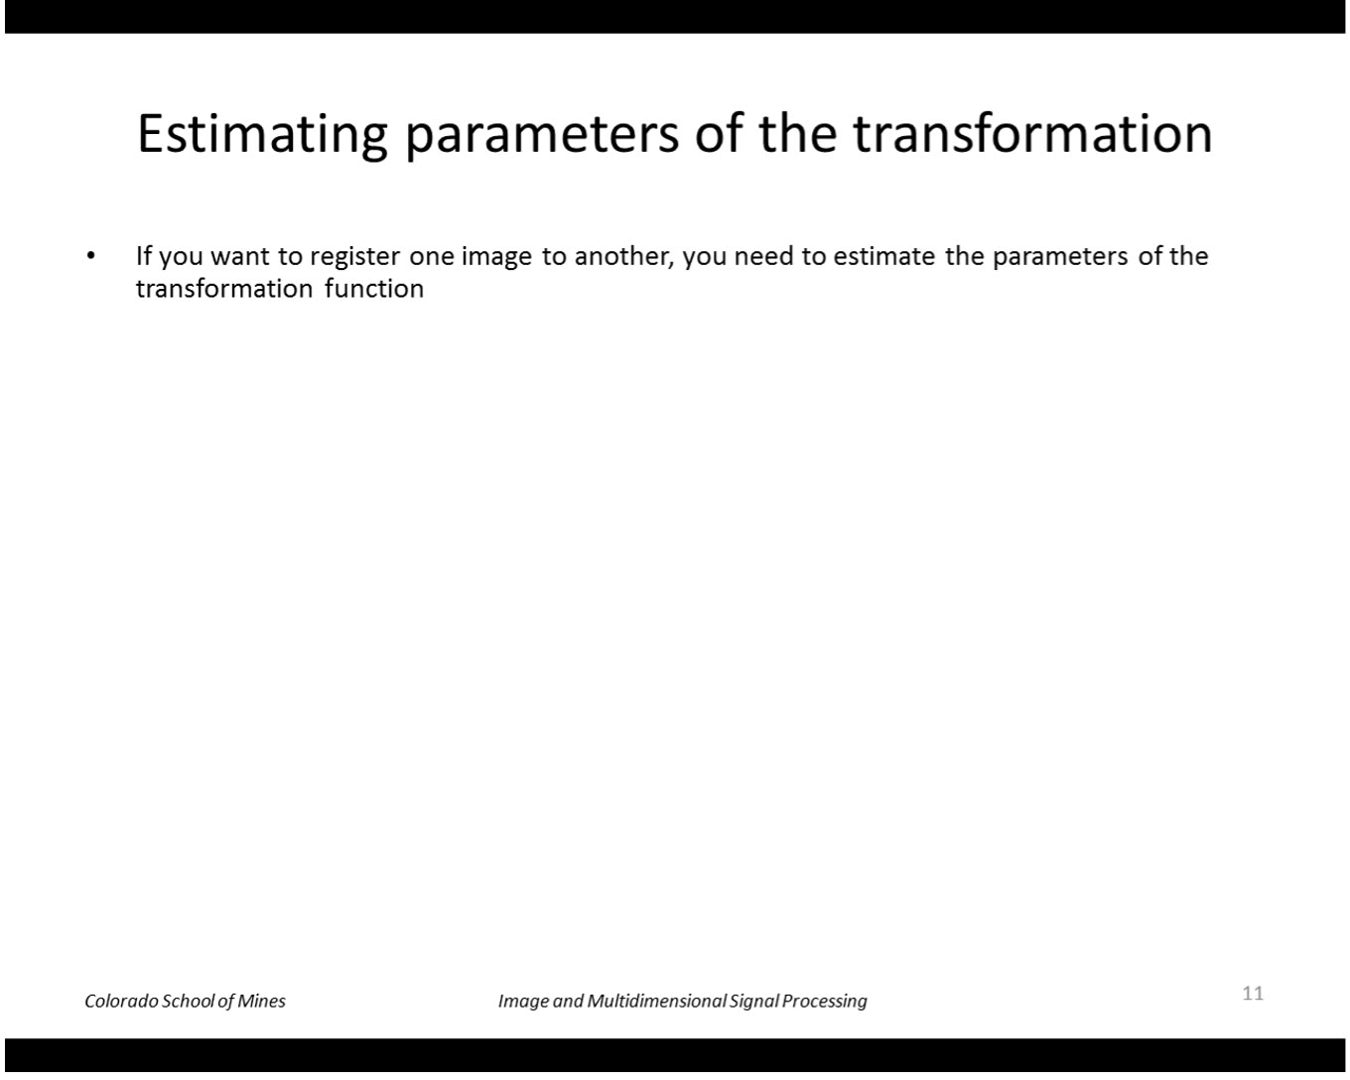 Estimating parameters of the transformation
• If you want to register one image to another, you need to estimate the parameters of the
transformation function
Colorado School of Mines
Image and Multidimensional Signal Processing
11